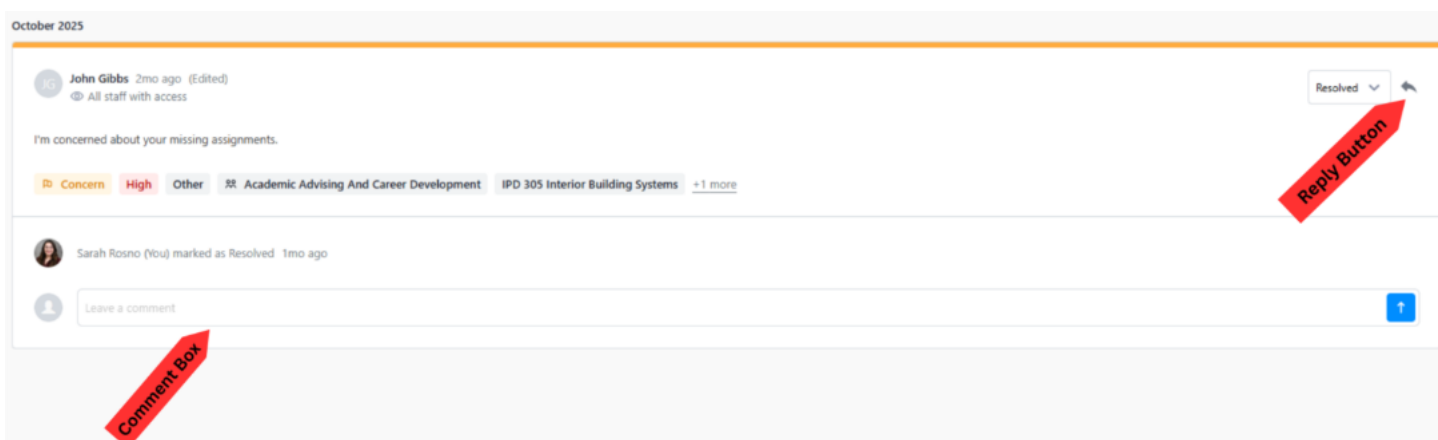 October 2025
JG
John Gibbs 2mo ago (Edited)
All staff with access
Resolved
Reply Button
I'm concerned about your missing assignments.
Concern High Other Academic Advising And Career Development IPD 305 Interior Building Systems +1 more
Sarah Rosno (You) marked as Resolved 1mo ago
Leave a comment
Comment Box